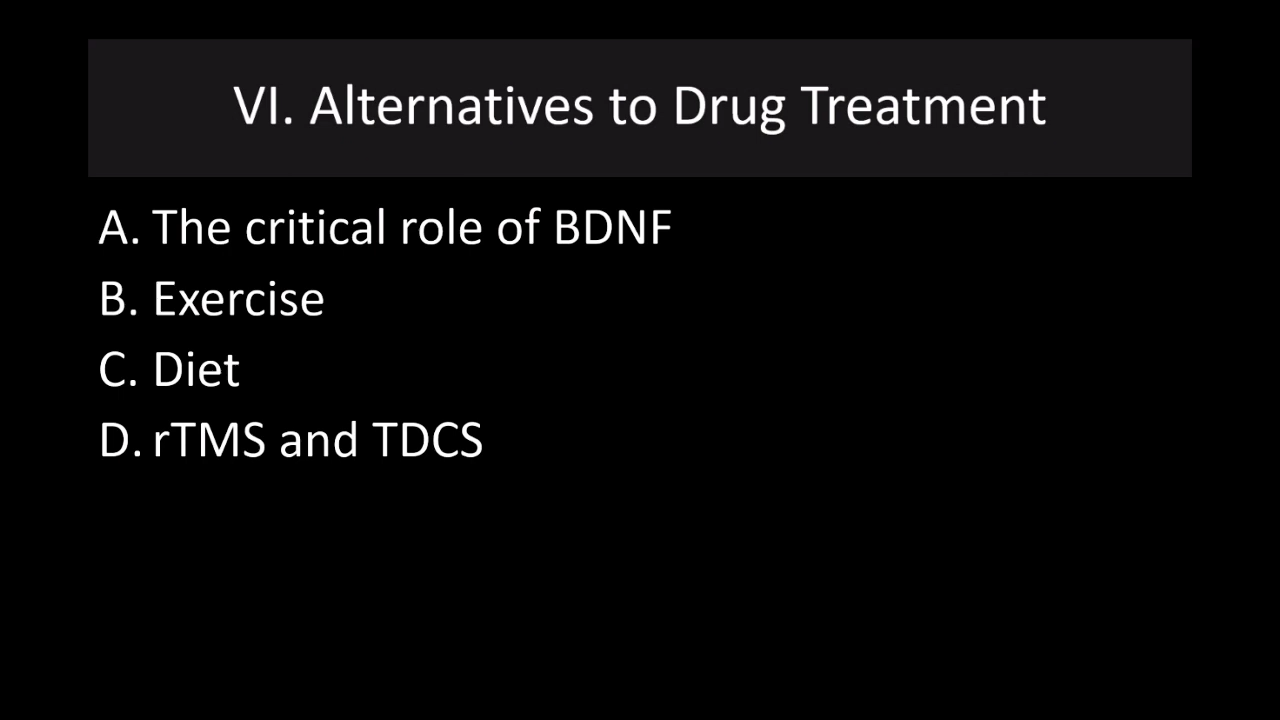 VI. Alternatives to Drug Treatment
A. The critical role of BDNF
B. Exercise
C. Diet
D. rTMS and TDCS